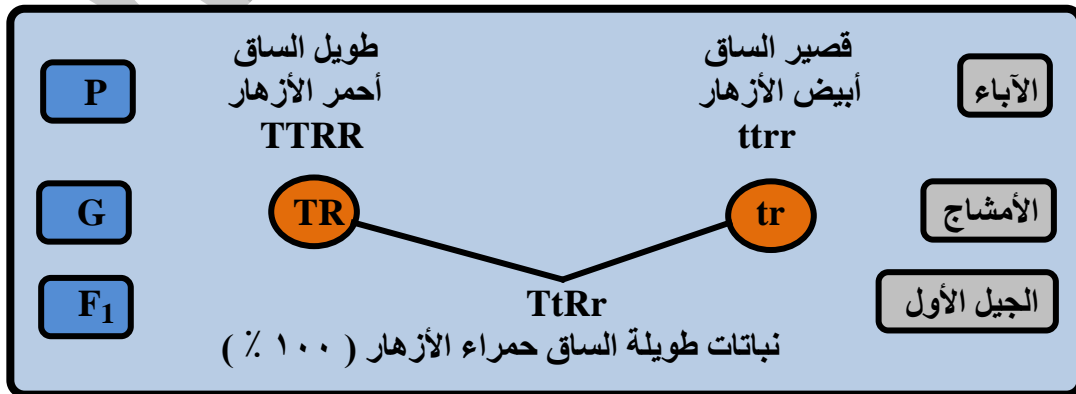 قصير الساق
طويل الساق
الآباء
أبيض الأزهار
أحمر الأزهار
P
ttrr
TTRR
الأمشاج
tr
TR
G
الجيل الأول
TtRr
F1
نباتات طويلة الساق حمراء الأزهار ( ١٠٠ ٪ )